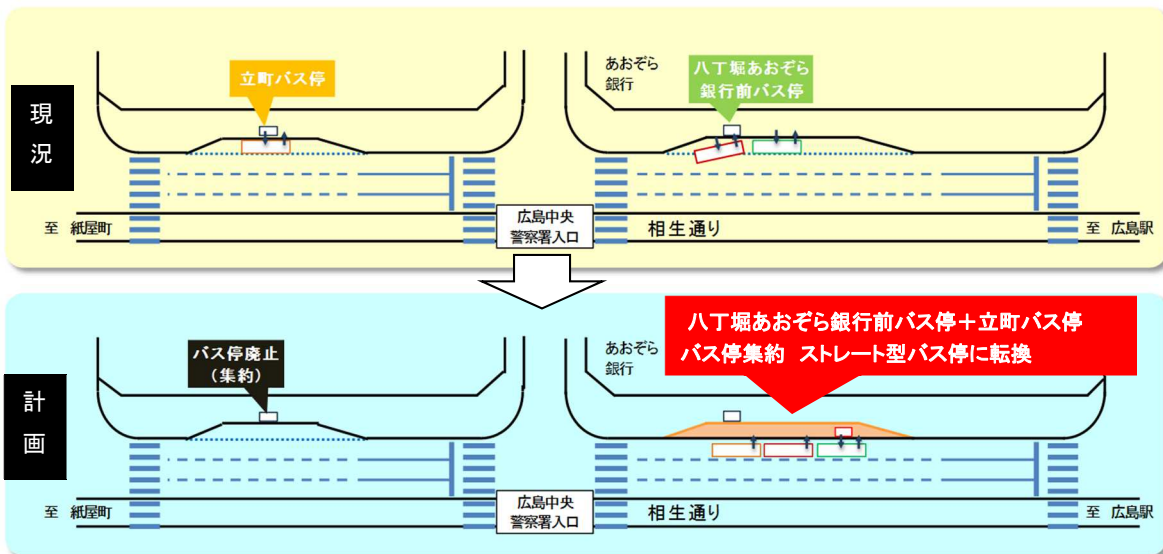 現況
立町バス停
あおぞら
銀行
八丁堀あおぞら
銀行前バス停
至 紙屋町
広島中央
警察署入口
相生通り
至 広島駅
計画
バス停廃止
(集約)
あおぞら
銀行
八丁堀あおぞら銀行前バス停+立町バス停
バス停集約 ストレート型バス停に転換
至 紙屋町
広島中央
警察署入口
相生通り
至 広島駅